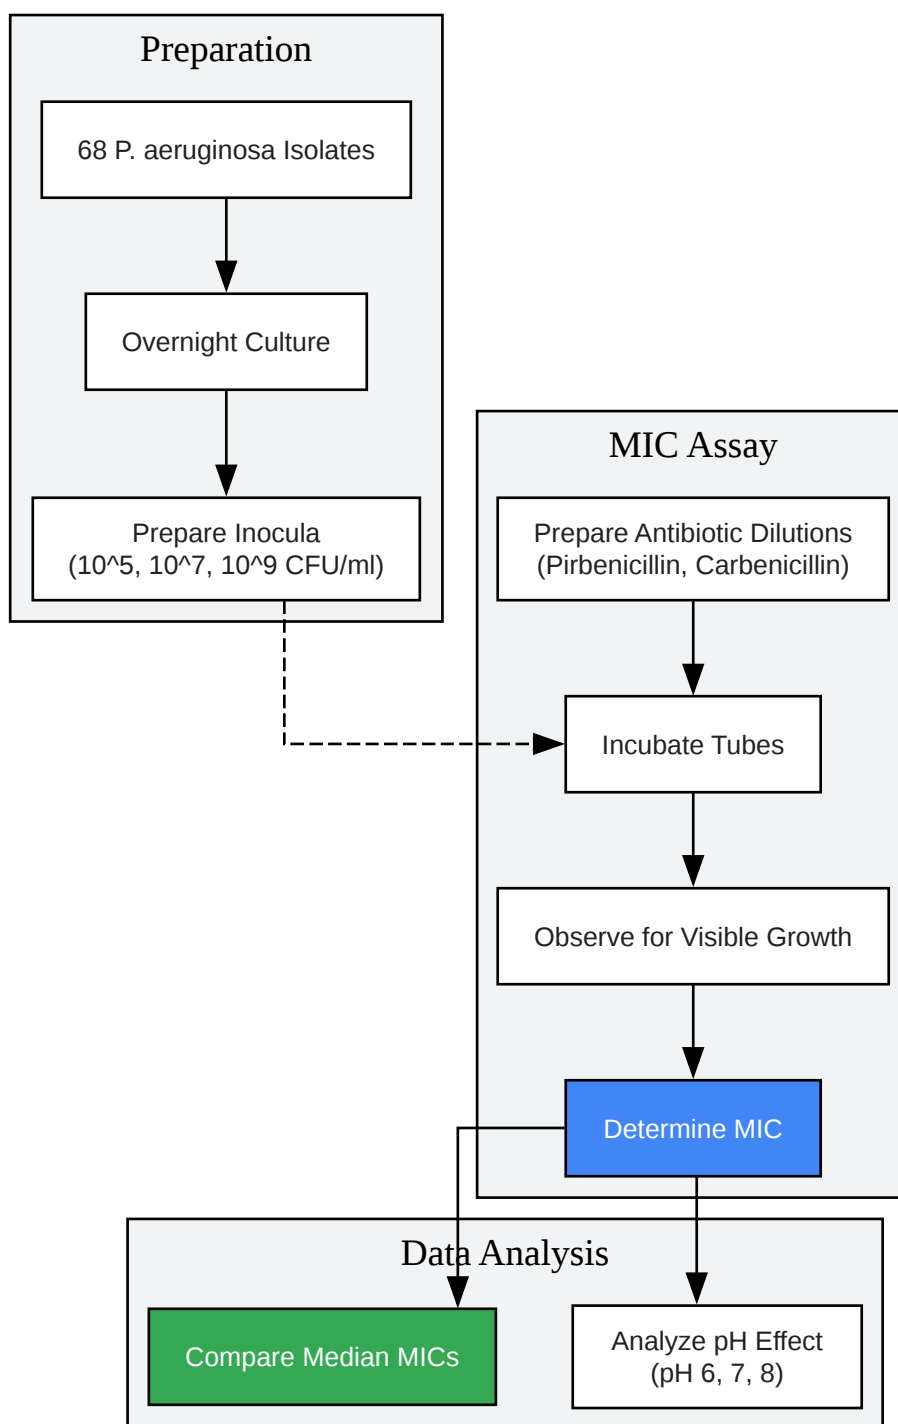 Preparation
68 P. aeruginosa Isolates
Overnight Culture
Prepare Inocula
(10^5, 10^7, 10^9 CFU/ml)
MIC Assay
Prepare Antibiotic Dilutions
(Pirbenicillin, Carbenicillin)
Incubate Tubes
Observe for Visible Growth
Determine MIC
Data Analysis
Compare Median MICs
Analyze pH Effect
(pH 6, 7, 8)